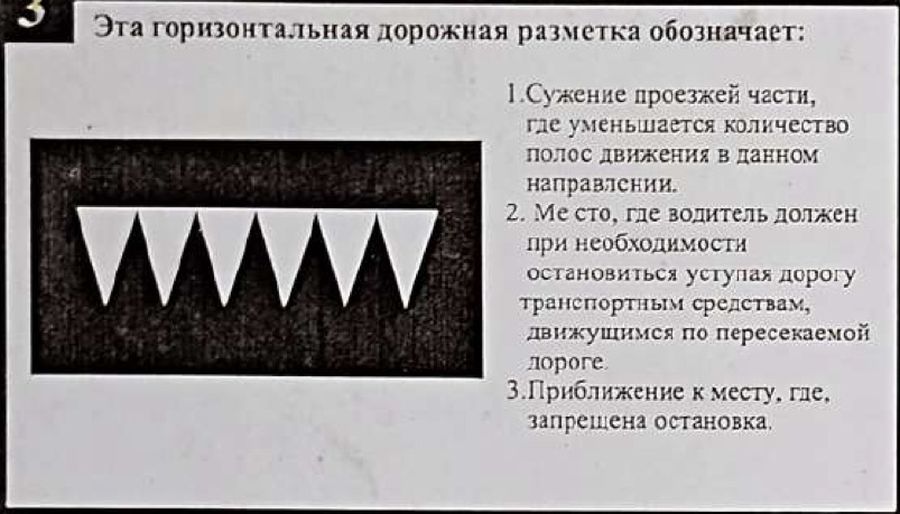 3
Эта горизонтальная дорожная разметка обозначает:
1.Сужение проезжей части,
где уменьшается количество
полос движения в данном
направлении.
2. Ме сто, где водитель должен
при необходимости
остановиться уступая дорогу
транспортным средствам,
движущимся по пересекаемой
дороге.
3.Приближение к месту, где,
запрещена остановка.